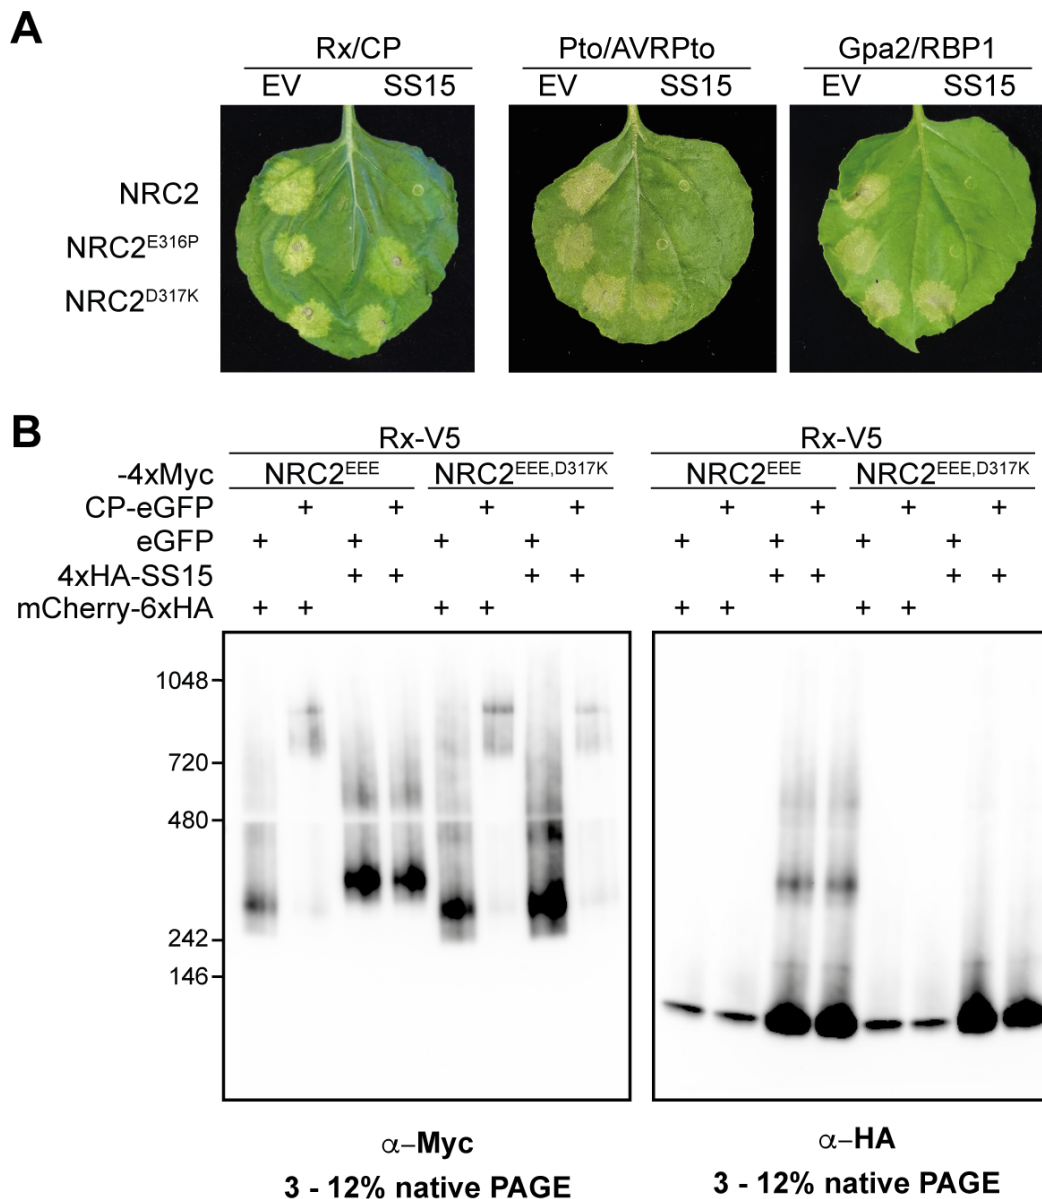 A
Rx/CP Pto/AVRPto Gpa2/RBP1
EV SS15 EV SS15 EV SS15
NRC2
NRC2E316P
NRC2D317K
B
Rx-V5 Rx-V5
-4xMyc NRC2EEE NRC2EEE,D317K NRC2EEE NRC2EEE,D317K
CP-eGFP + + + + + + + +
eGFP + + + + + + + +
4xHA-SS15 + + + + + + + +
mCherry-6xHA + + + + + + + +
1048
720
480
242
146
α–Myc α–HA
3 - 12% native PAGE 3 - 12% native PAGE